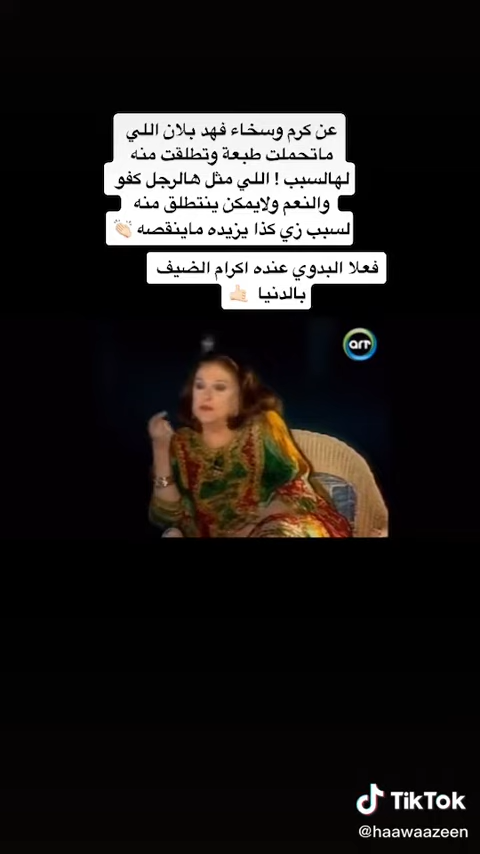 عن كرم وسخاء فهد بلان اللي
ماتحملت طبعة وتطلقت منه
لهالسبب ! اللي مثل هالرجل كفو
والنعم ولايمكن ينتطلق منه
لسبب زي كذا يزيده ماينقصه 👏🏻
فعلا البدوي عنده اكرام الضيف
بالدنيا 🤙🏻
art
TikTok
@haawaazeen